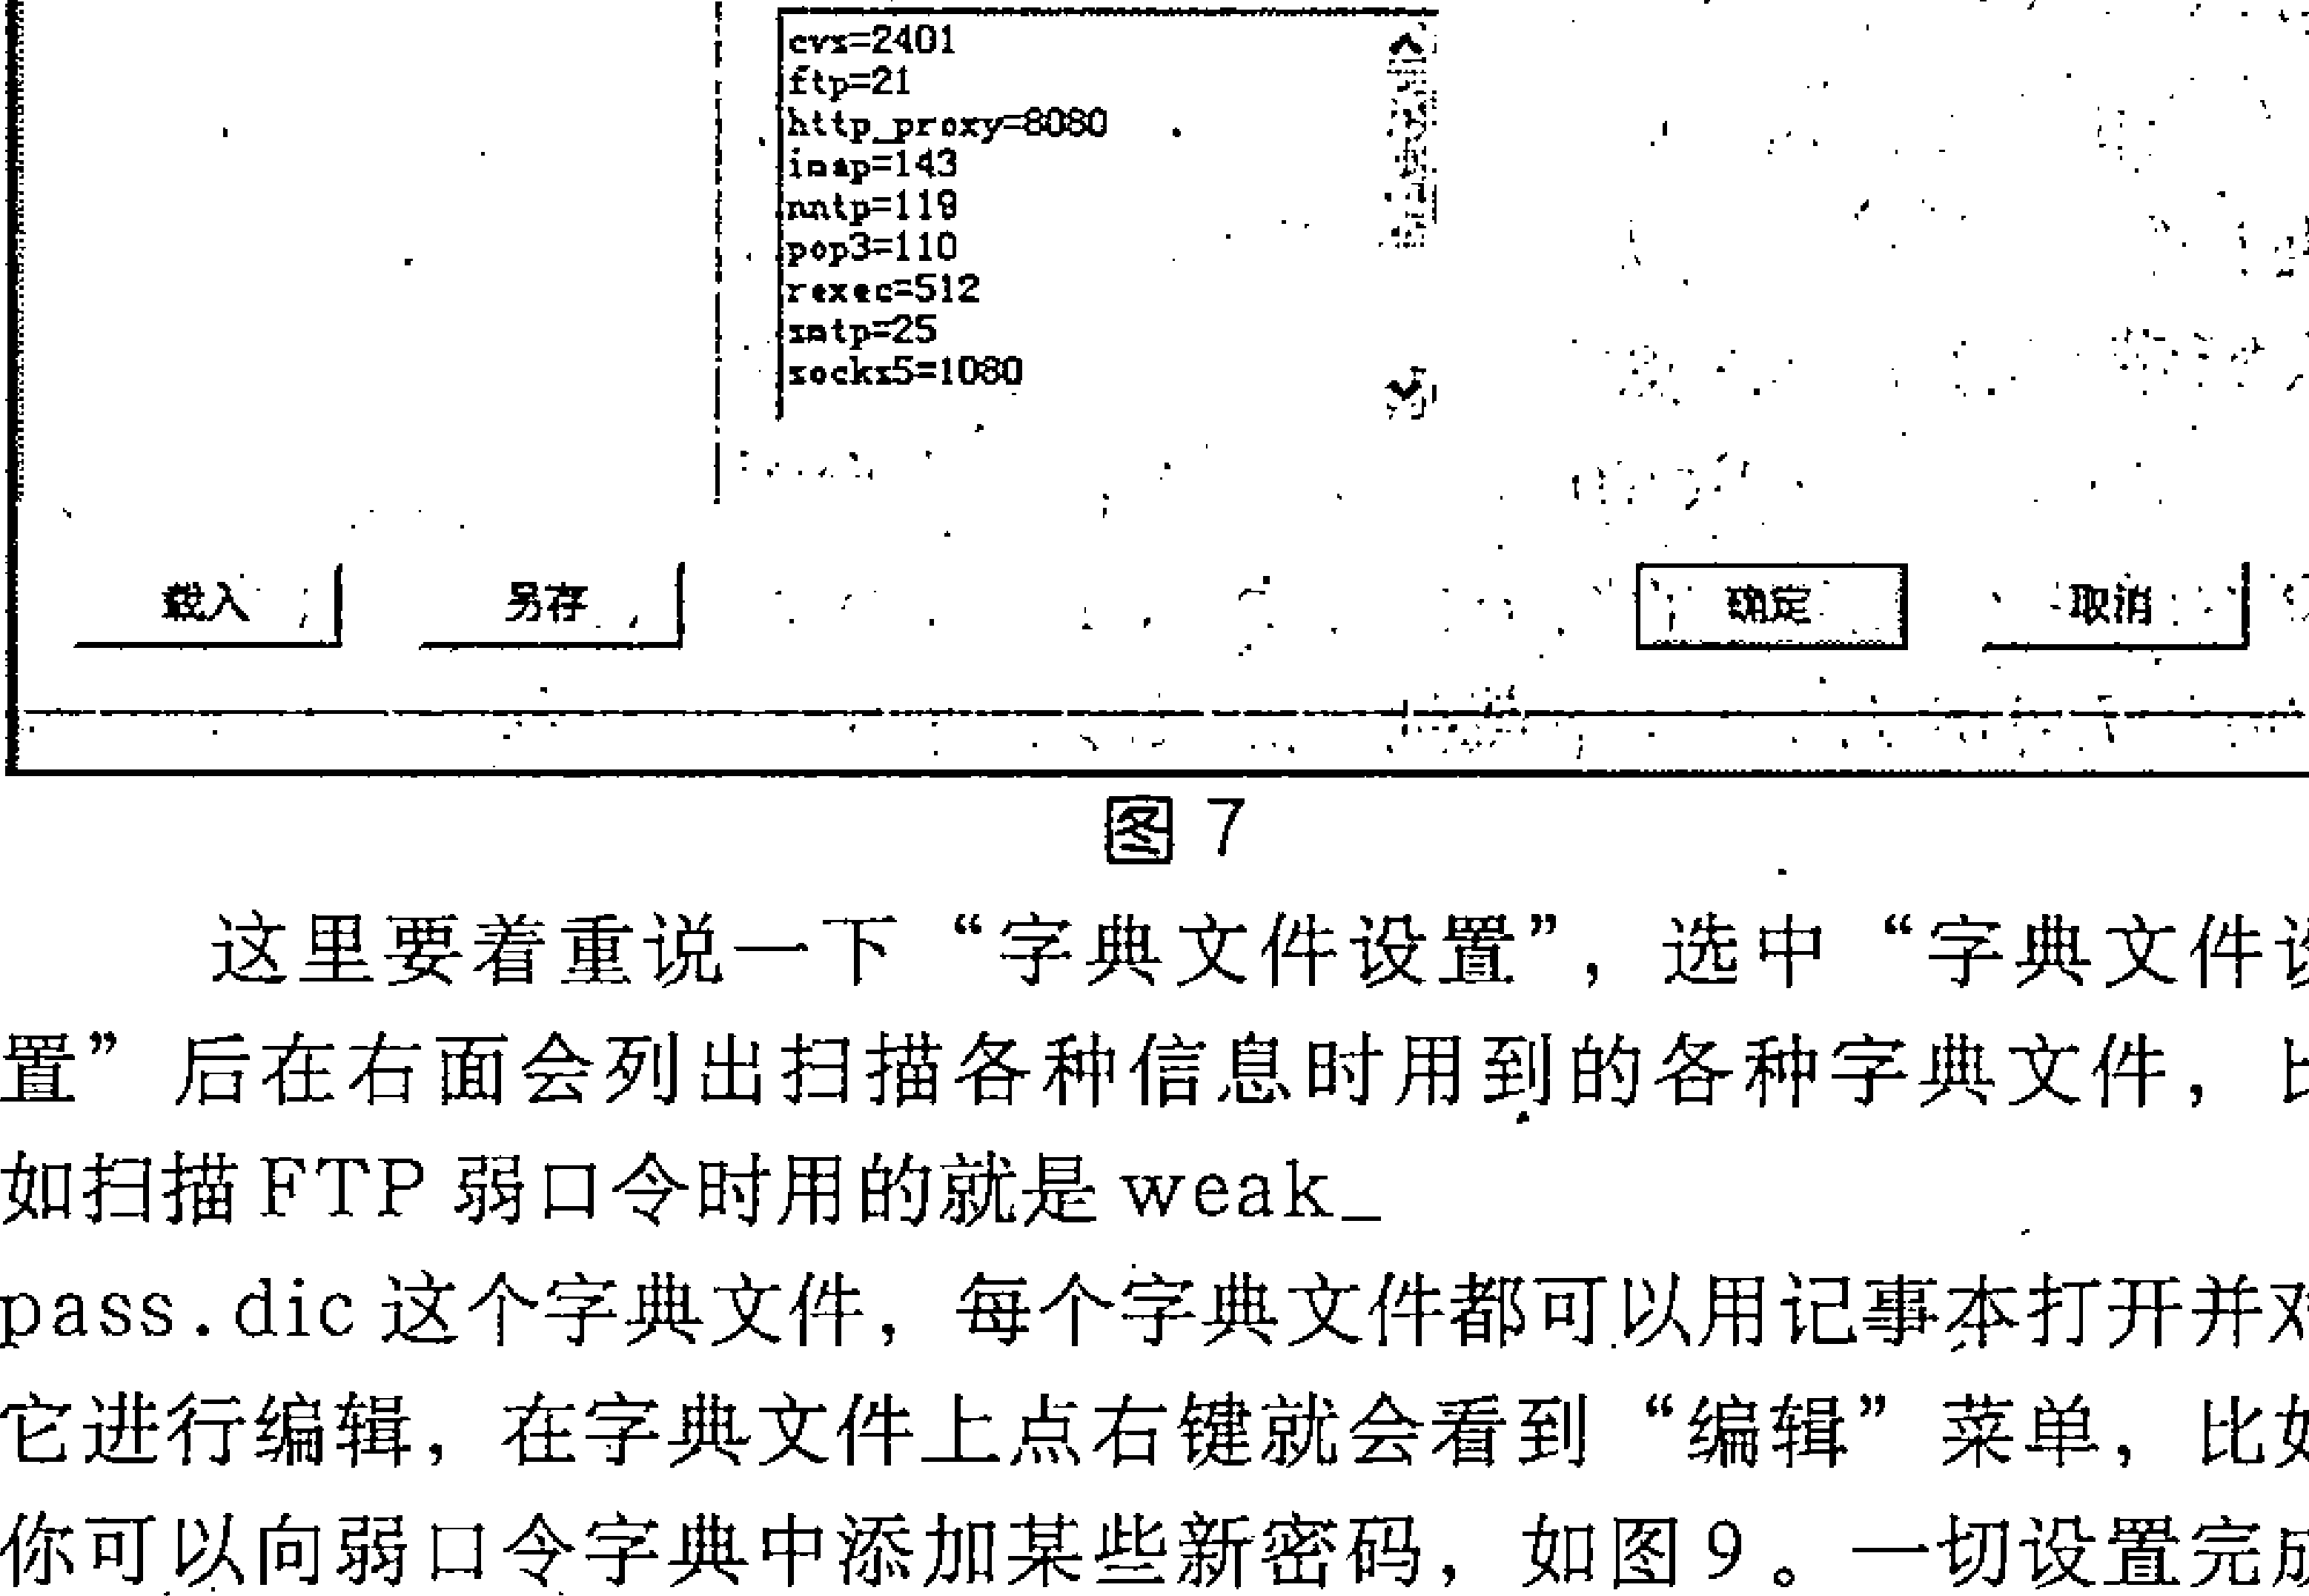 cvs=2401
ftp=21
http_proxy=8080
imap=143
nntp=119
pop3=110
rexec=512
smtp=25
socks5=1080
载入 另存 确定 取消
图 7
这里要着重说一下“字典文件设置”，选中“字典文件设
置”后在右面会列出扫描各种信息时用到的各种字典文件，比
如扫描FTP弱口令时用的就是weak_
pass.dic这个字典文件，每个字典文件都可以用记事本打开并对
它进行编辑，在字典文件上点右键就会看到“编辑”菜单，比如
你可以向弱口令字典中添加某些新密码，如图9。一切设置完成